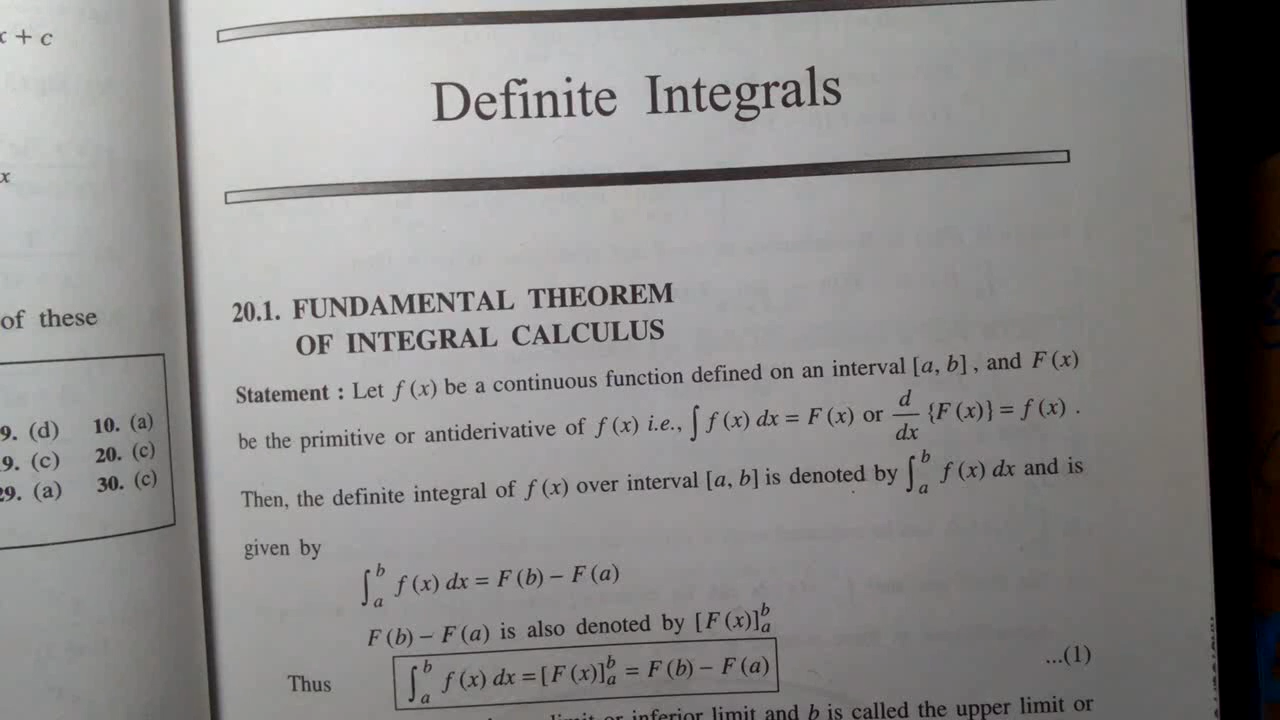 x + c
x
of these
9. (d) 10. (a)
9. (c) 20. (c)
29. (a) 30. (c)
Definite Integrals
20.1. FUNDAMENTAL THEOREM
OF INTEGRAL CALCULUS
Statement : Let f (x) be a continuous function defined on an interval [a, b] , and F (x)
be the primitive or antiderivative of f (x) i.e., ∫ f (x) dx = F (x) or d/dx {F (x)} = f (x) .
Then, the definite integral of f (x) over interval [a, b] is denoted by ∫_a^b f (x) dx and is
given by
∫_a^b f (x) dx = F (b) − F (a)
F (b) − F (a) is also denoted by [F (x)]_a^b
Thus ∫_a^b f (x) dx = [F (x)]_a^b = F (b) − F (a) ...(1)
limit or inferior limit and b is called the upper limit or